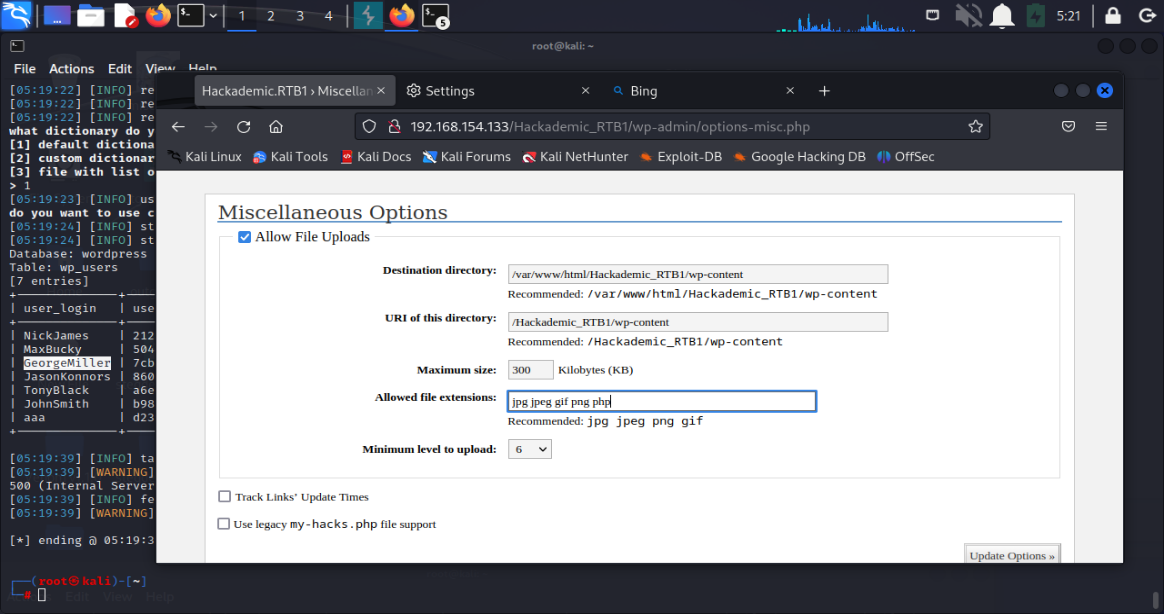 1 2 3 4 5 5:21
root@kali: ~
File Actions Edit View Help
[05:19:22] [INFO] re
[05:19:22] [INFO] re
[05:19:22] [INFO] re
what dictionary do y
[1] default dictiona
[2] custom dictionar
[3] file with list o
> 1
[05:19:23] [INFO] us
do you want to use c
[05:19:24] [INFO] st
[05:19:24] [INFO] st
Database: wordpress
Table: wp_users
[7 entries]
| user_login | use
| NickJames | 212
| MaxBucky | 504
| GeorgeMiller | 7cb
| JasonKonnors | 860
| TonyBlack | a6e
| JohnSmith | b98
| aaa | d23
[05:19:39] [INFO] ta
[05:19:39] [WARNING]
500 (Internal Server
[05:19:39] [INFO] fe
[05:19:39] [WARNING]
[*] ending @ 05:19:3
(root㉿kali)-[~]
#
Edit View Help
Hackademic.RTB1 › Miscellan
Settings
Bing
192.168.154.133/Hackademic_RTB1/wp-admin/options-misc.php
Kali Linux Kali Tools Kali Docs Kali Forums Kali NetHunter Exploit-DB Google Hacking DB OffSec
Miscellaneous Options
Allow File Uploads
Destination directory: /var/www/html/Hackademic_RTB1/wp-content
Recommended: /var/www/html/Hackademic_RTB1/wp-content
URI of this directory: /Hackademic_RTB1/wp-content
Recommended: /Hackademic_RTB1/wp-content
Maximum size: 300 Kilobytes (KB)
Allowed file extensions: jpg jpeg gif png php
Recommended: jpg jpeg png gif
Minimum level to upload: 6
Track Links’ Update Times
Use legacy my-hacks.php file support
Update Options »